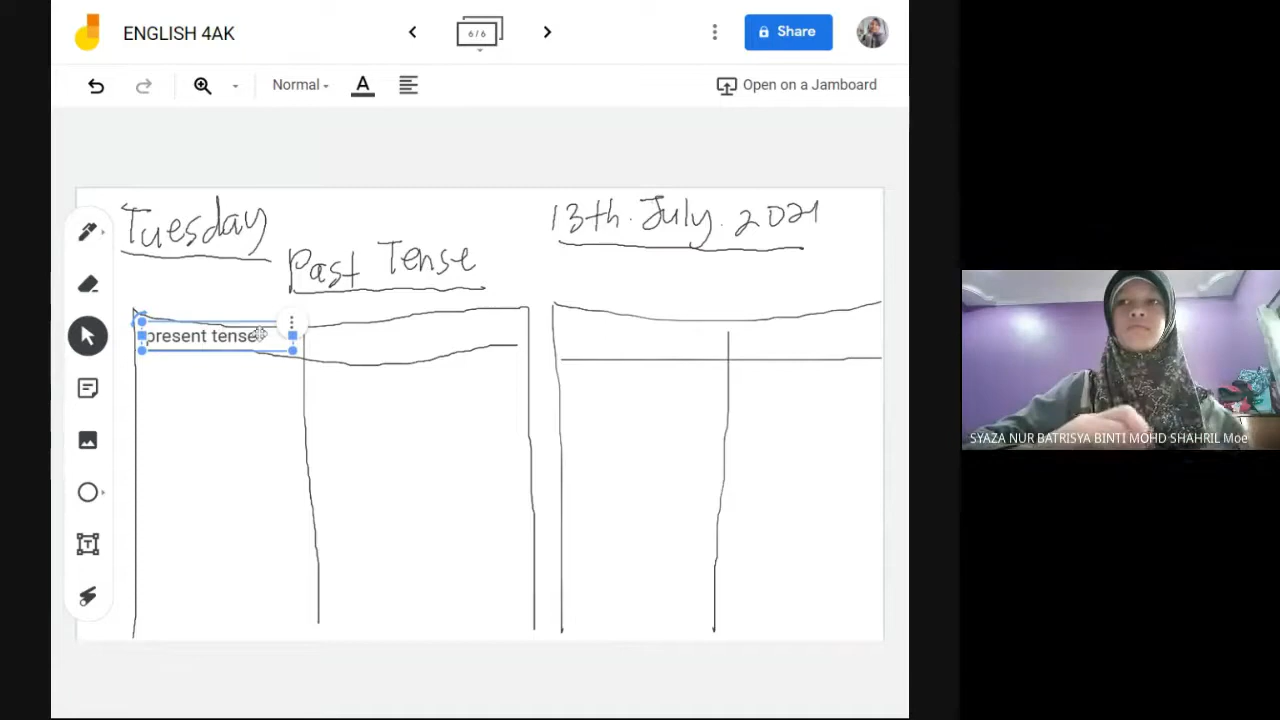 ENGLISH 4AK
6/6
Share
Normal
A
Open on a Jamboard
Tuesday
13th. July. 2021
Past Tense
present tense
T
SYAZA NUR BATRISYA BINTI MOHD SHAHRIL Moe